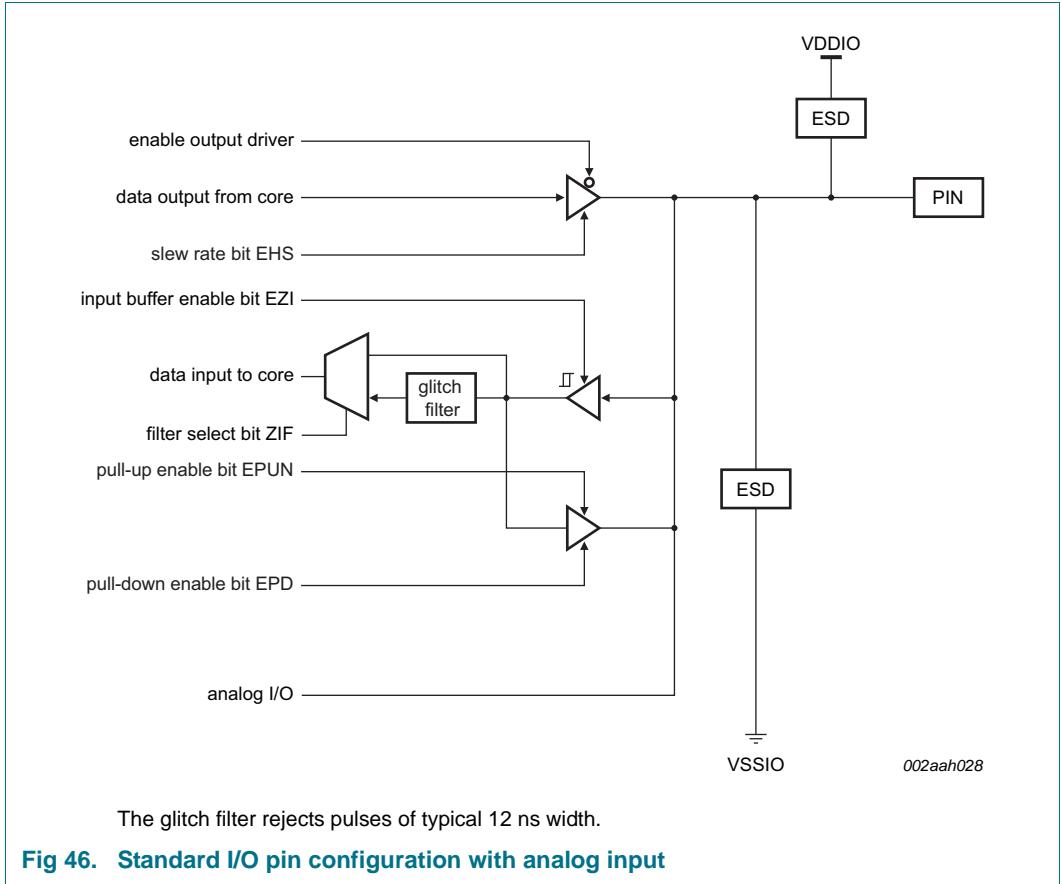 VDDIO
ESD
enable output driver
data output from core
PIN
slew rate bit EHS
input buffer enable bit EZI
data input to core
glitch
filter
filter select bit ZIF
pull-up enable bit EPUN
ESD
pull-down enable bit EPD
analog I/O
VSSIO
002aah028
The glitch filter rejects pulses of typical 12 ns width.
Fig 46. Standard I/O pin configuration with analog input